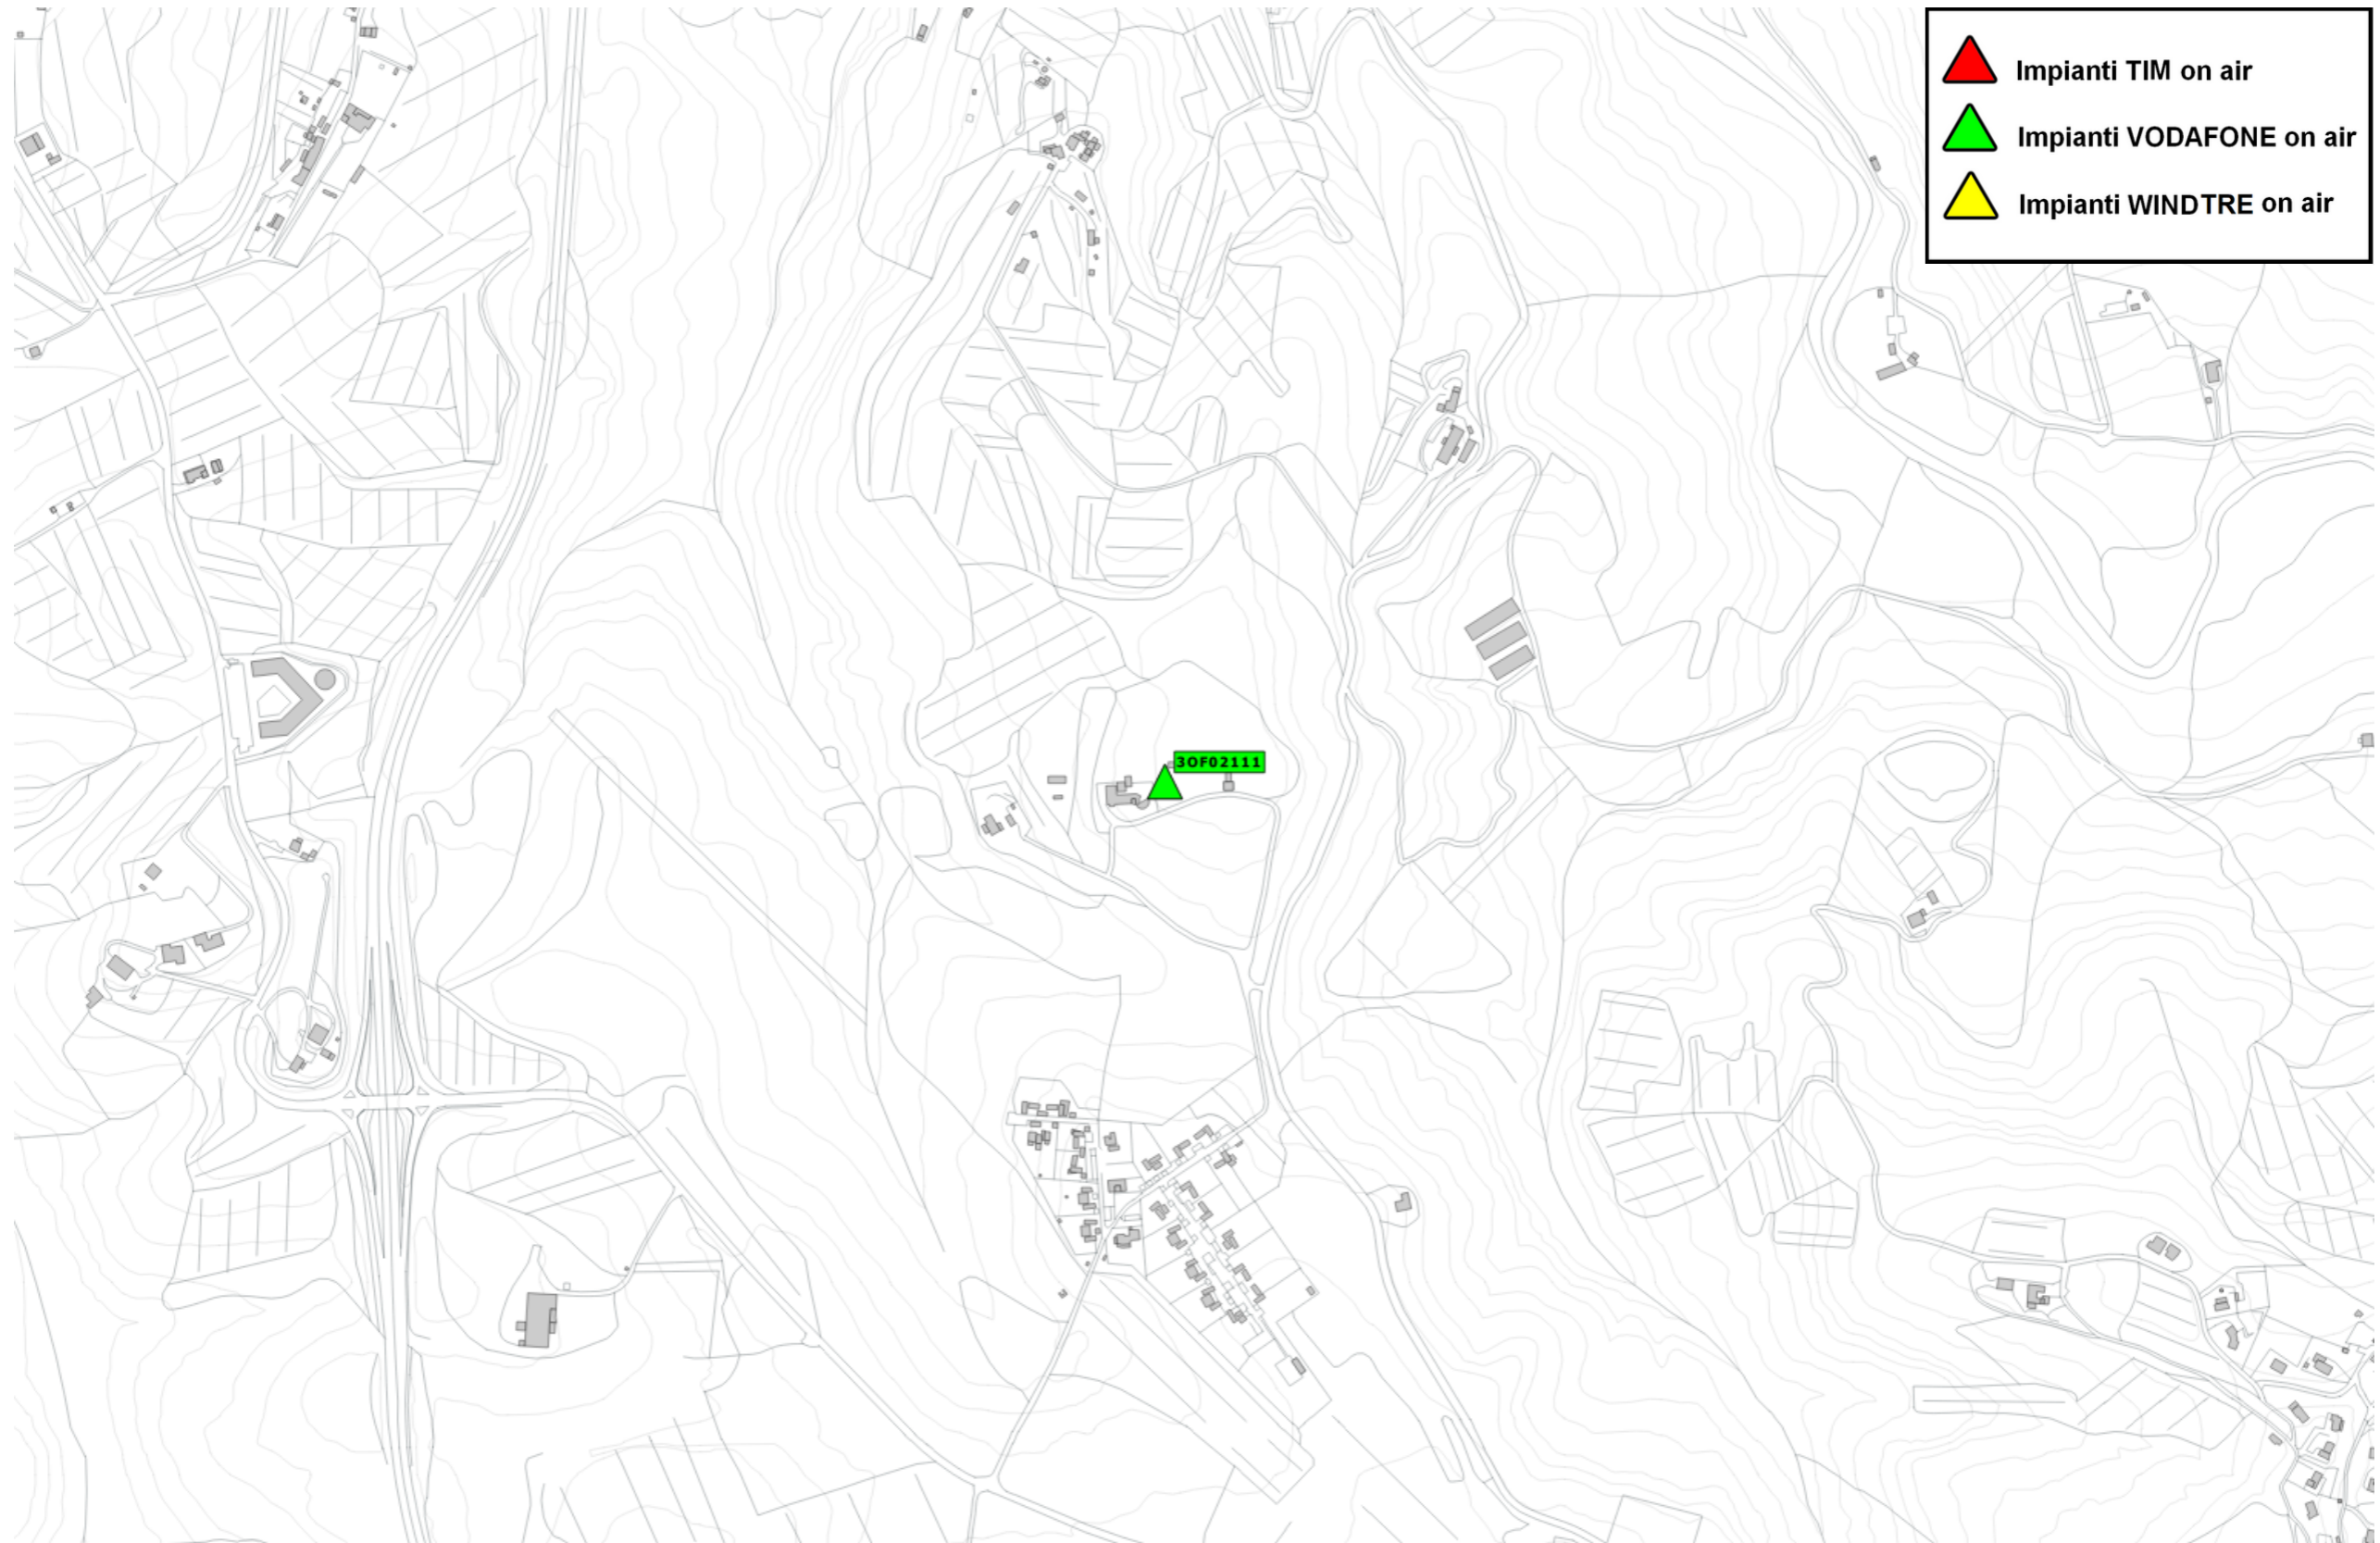 Impianti TIM on air
Impianti VODAFONE on air
Impianti WINDTRE on air
3OF02111